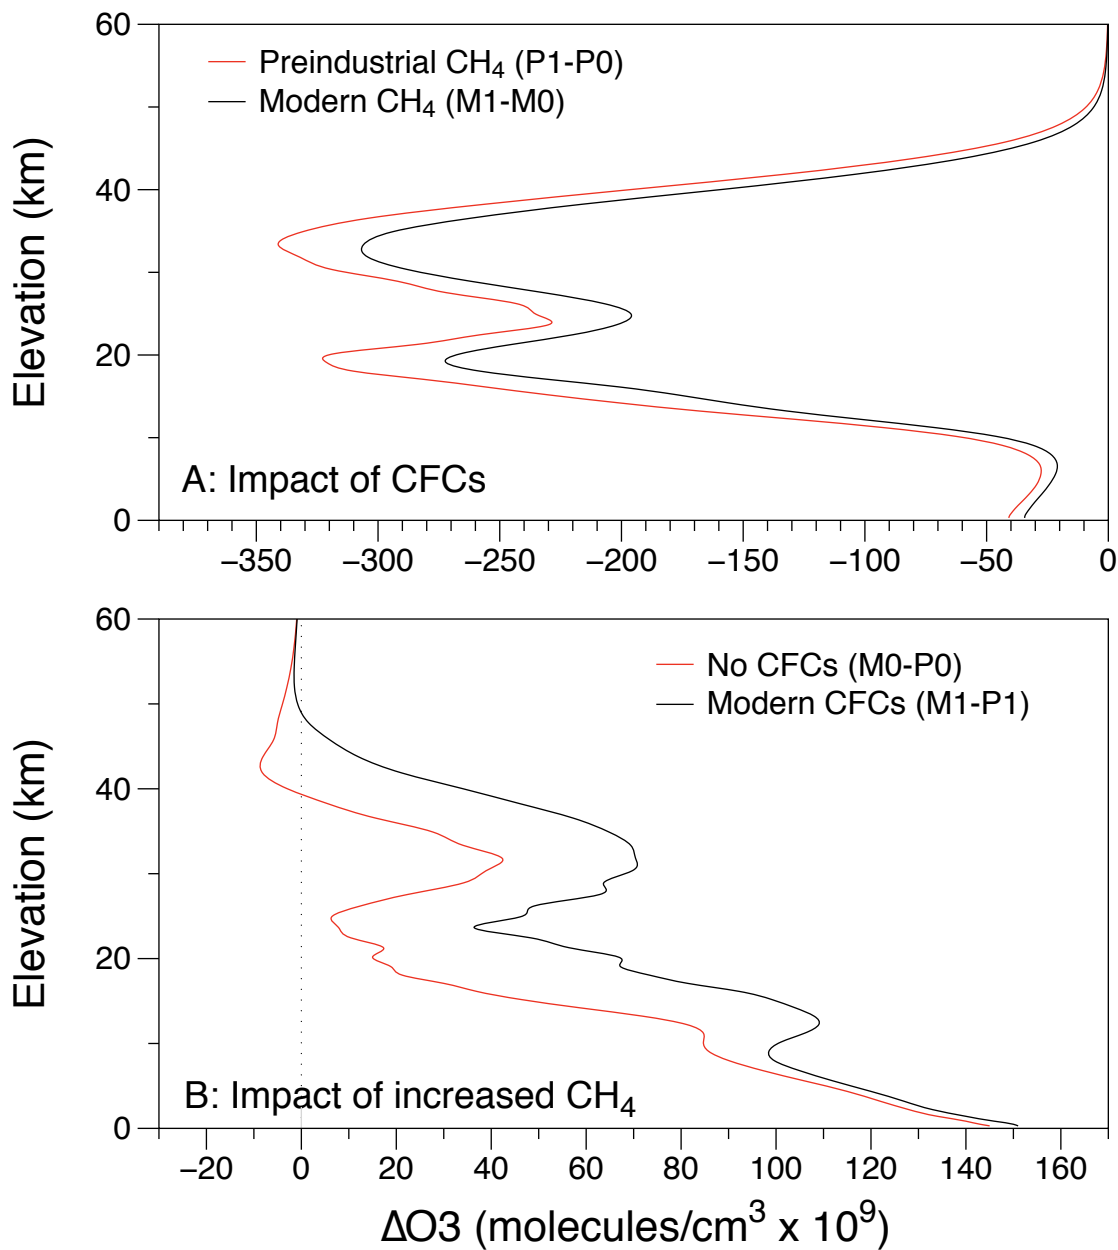 60
Preindustrial CH₄ (P1-P0)
Modern CH₄ (M1-M0)
40
Elevation (km)
20
A: Impact of CFCs
0
−350 −300 −250 −200 −150 −100 −50 0
60
No CFCs (M0-P0)
Modern CFCs (M1-P1)
40
Elevation (km)
20
B: Impact of increased CH₄
0
−20 0 20 40 60 80 100 120 140 160
ΔO3 (molecules/cm³ x 10⁹)